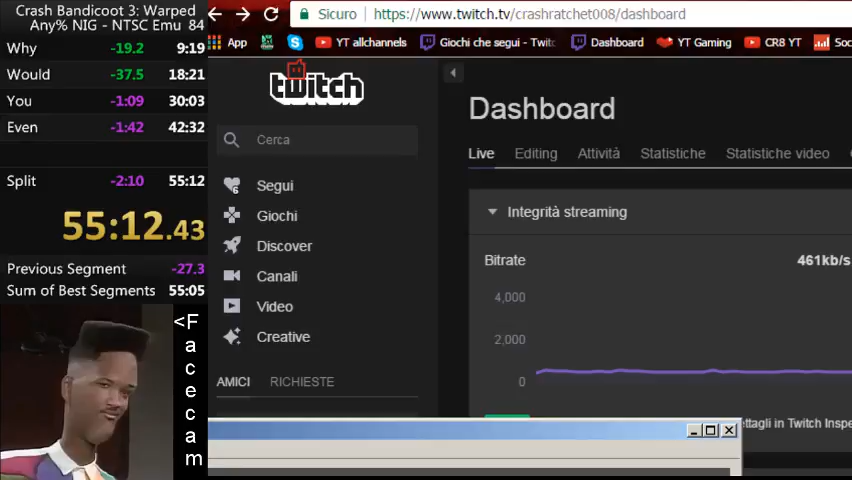 Crash Bandicoot 3: Warped
Any% NIG - NTSC Emu 84
Why -19.2 9:19
Would -37.5 18:21
You -1:09 30:03
Even -1:42 42:32
Split -2:10 55:12
55:12.43
Previous Segment -27.3
Sum of Best Segments 55:05
<Facecam
Sicuro https://www.twitch.tv/crashratchet008/dashboard
App YT allchannels Giochi che segui - Twitc Dashboard YT Gaming CR8 YT Soc
twitch
Cerca
6 Segui
Giochi
Discover
Canali
Video
Creative
AMICI RICHIESTE
Dashboard
Live Editing Attività Statistiche Statistiche video
Integrità streaming
Bitrate 461kb/s
4,000
2,000
0
ettagli in Twitch Inspe